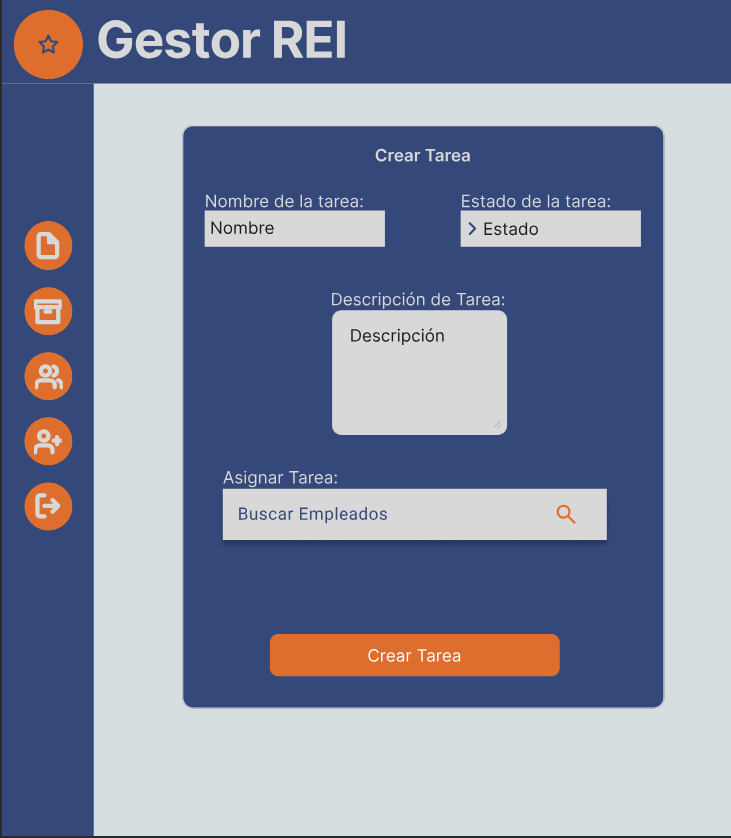 Gestor REI
Crear Tarea
Nombre de la tarea:
Estado de la tarea:
Nombre
Estado
Descripción de Tarea:
Descripción
Asignar Tarea:
Buscar Empleados
Crear Tarea